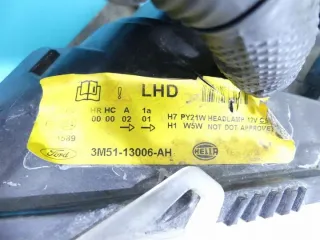 LHD
HR HC A 1a
00 00 02 01
H7 PY21W HEADLAMP 12V
H1 W5W NOT DOT APPROVED
Ford
3M51-13006-AH
HELLA